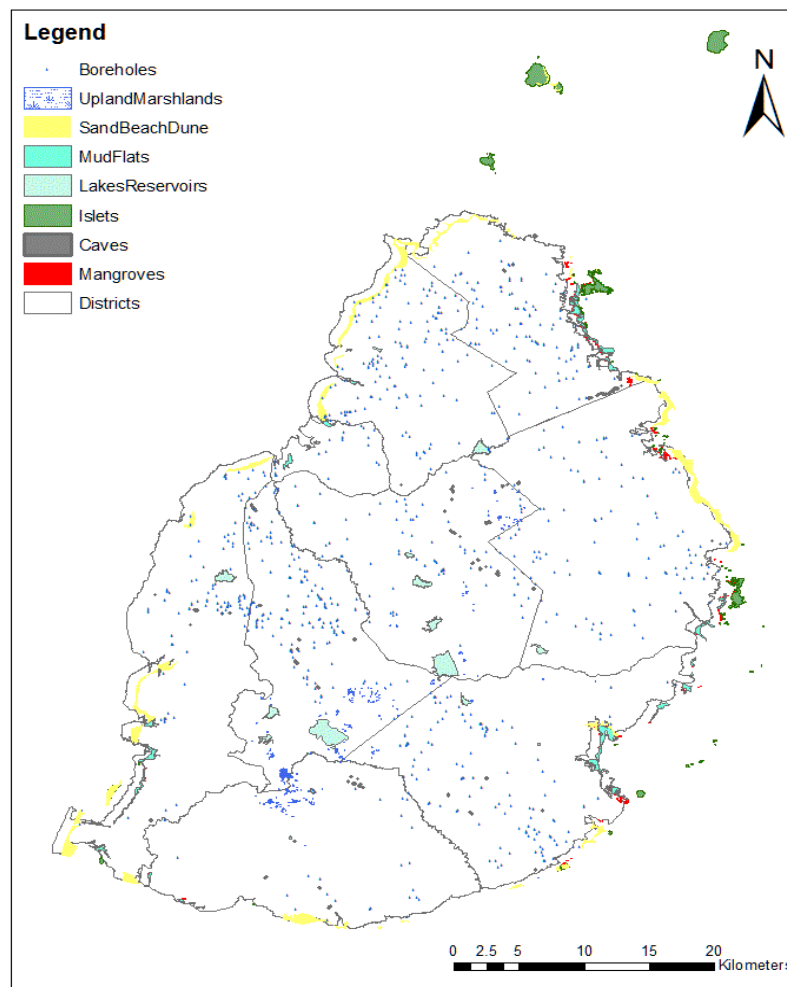 Legend
Boreholes
UplandMarshlands
SandBeachDune
MudFlats
LakesReservoirs
Islets
Caves
Mangroves
Districts
N
0 2.5 5 10 15 20
Kilometers